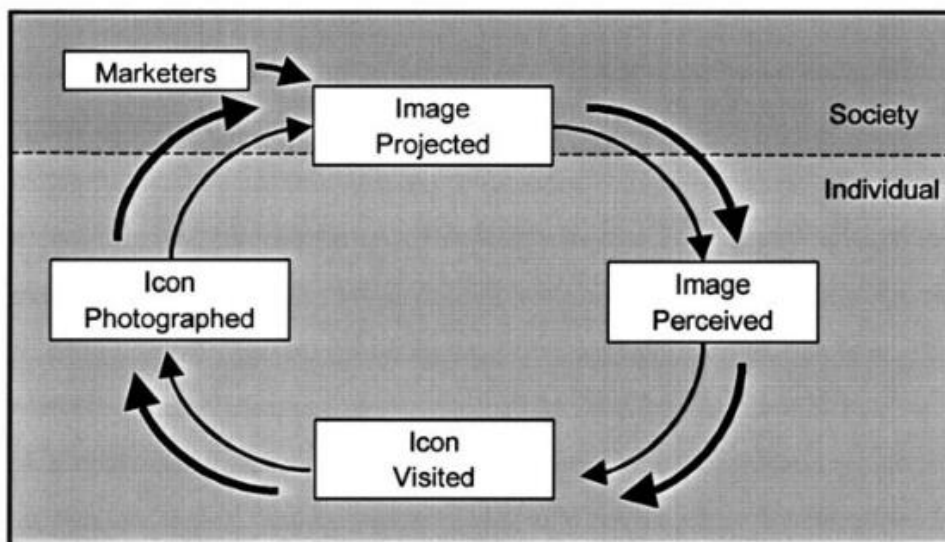 Marketers
Image
Projected
Society
Individual
Icon
Photographed
Image
Perceived
Icon
Visited